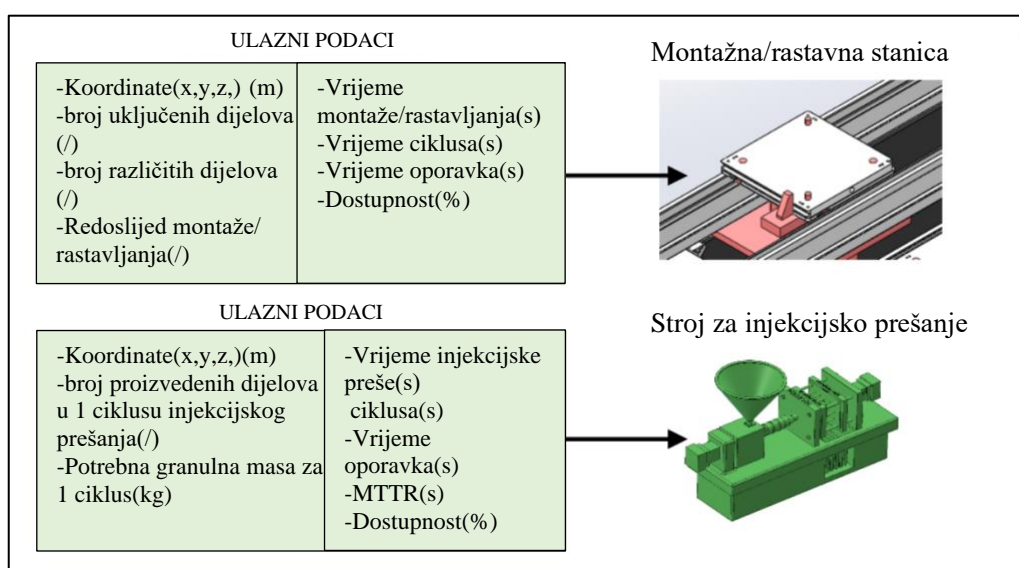 ULAZNI PODACI
-Koordinate(x,y,z,) (m)
-broj uključenih dijelova
(/)
-broj različitih dijelova
(/)
-Redoslijed montaže/
rastavljanja(/)
-Vrijeme
montaže/rastavljanja(s)
-Vrijeme ciklusa(s)
-Vrijeme oporavka(s)
-Dostupnost(%)
Montažna/rastavna stanica
ULAZNI PODACI
-Koordinate(x,y,z,)(m)
-broj proizvedenih dijelova
u 1 ciklusu injekcijskog
prešanja(/)
-Potrebna granulna masa za
1 ciklus(kg)
-Vrijeme injekcijske
preše(s)
ciklusa(s)
-Vrijeme
oporavka(s)
-MTTR(s)
-Dostupnost(%)
Stroj za injekcijsko prešanje